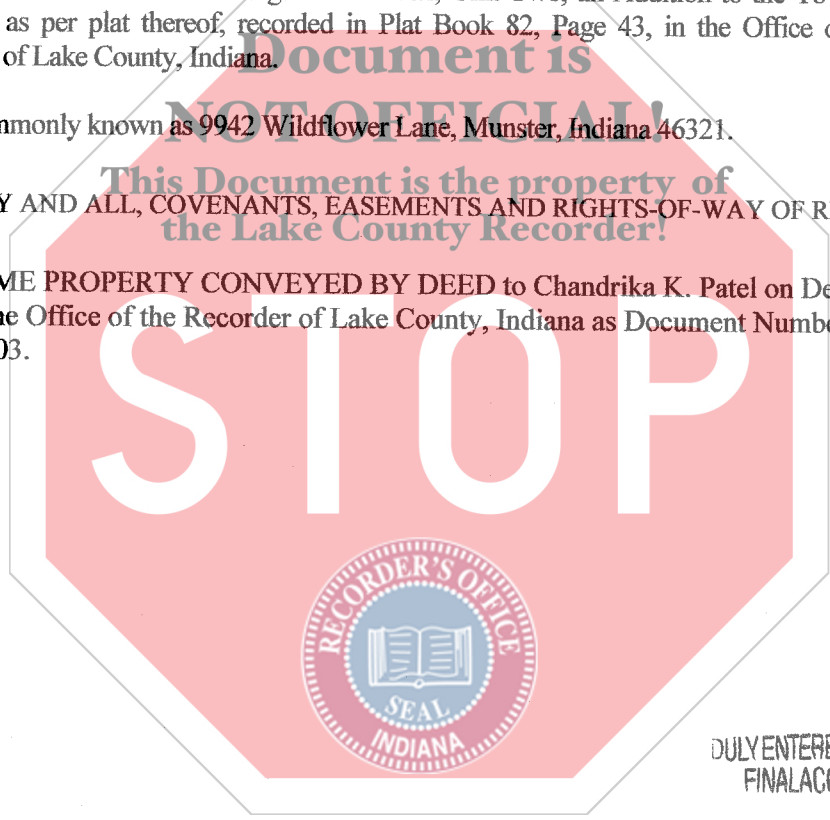 as per plat thereof, recorded in Plat Book 82, Page 43, in the Office
of Lake County, Indiana.
Document is
NOT OFFICIAL!
mmonly known as 9942 Wildflower Lane, Munster, Indiana 46321.
This Document is the property of
Y AND ALL, COVENANTS, EASEMENTS AND RIGHTS-OF-WAY OF R
the Lake County Recorder!
ME PROPERTY CONVEYED BY DEED to Chandrika K. Patel on De
e Office of the Recorder of Lake County, Indiana as Document Numbe
03.
STOP
RECORDER'S OFFICE
SEAL
INDIANA
DULY ENTERE
FINAL ACC